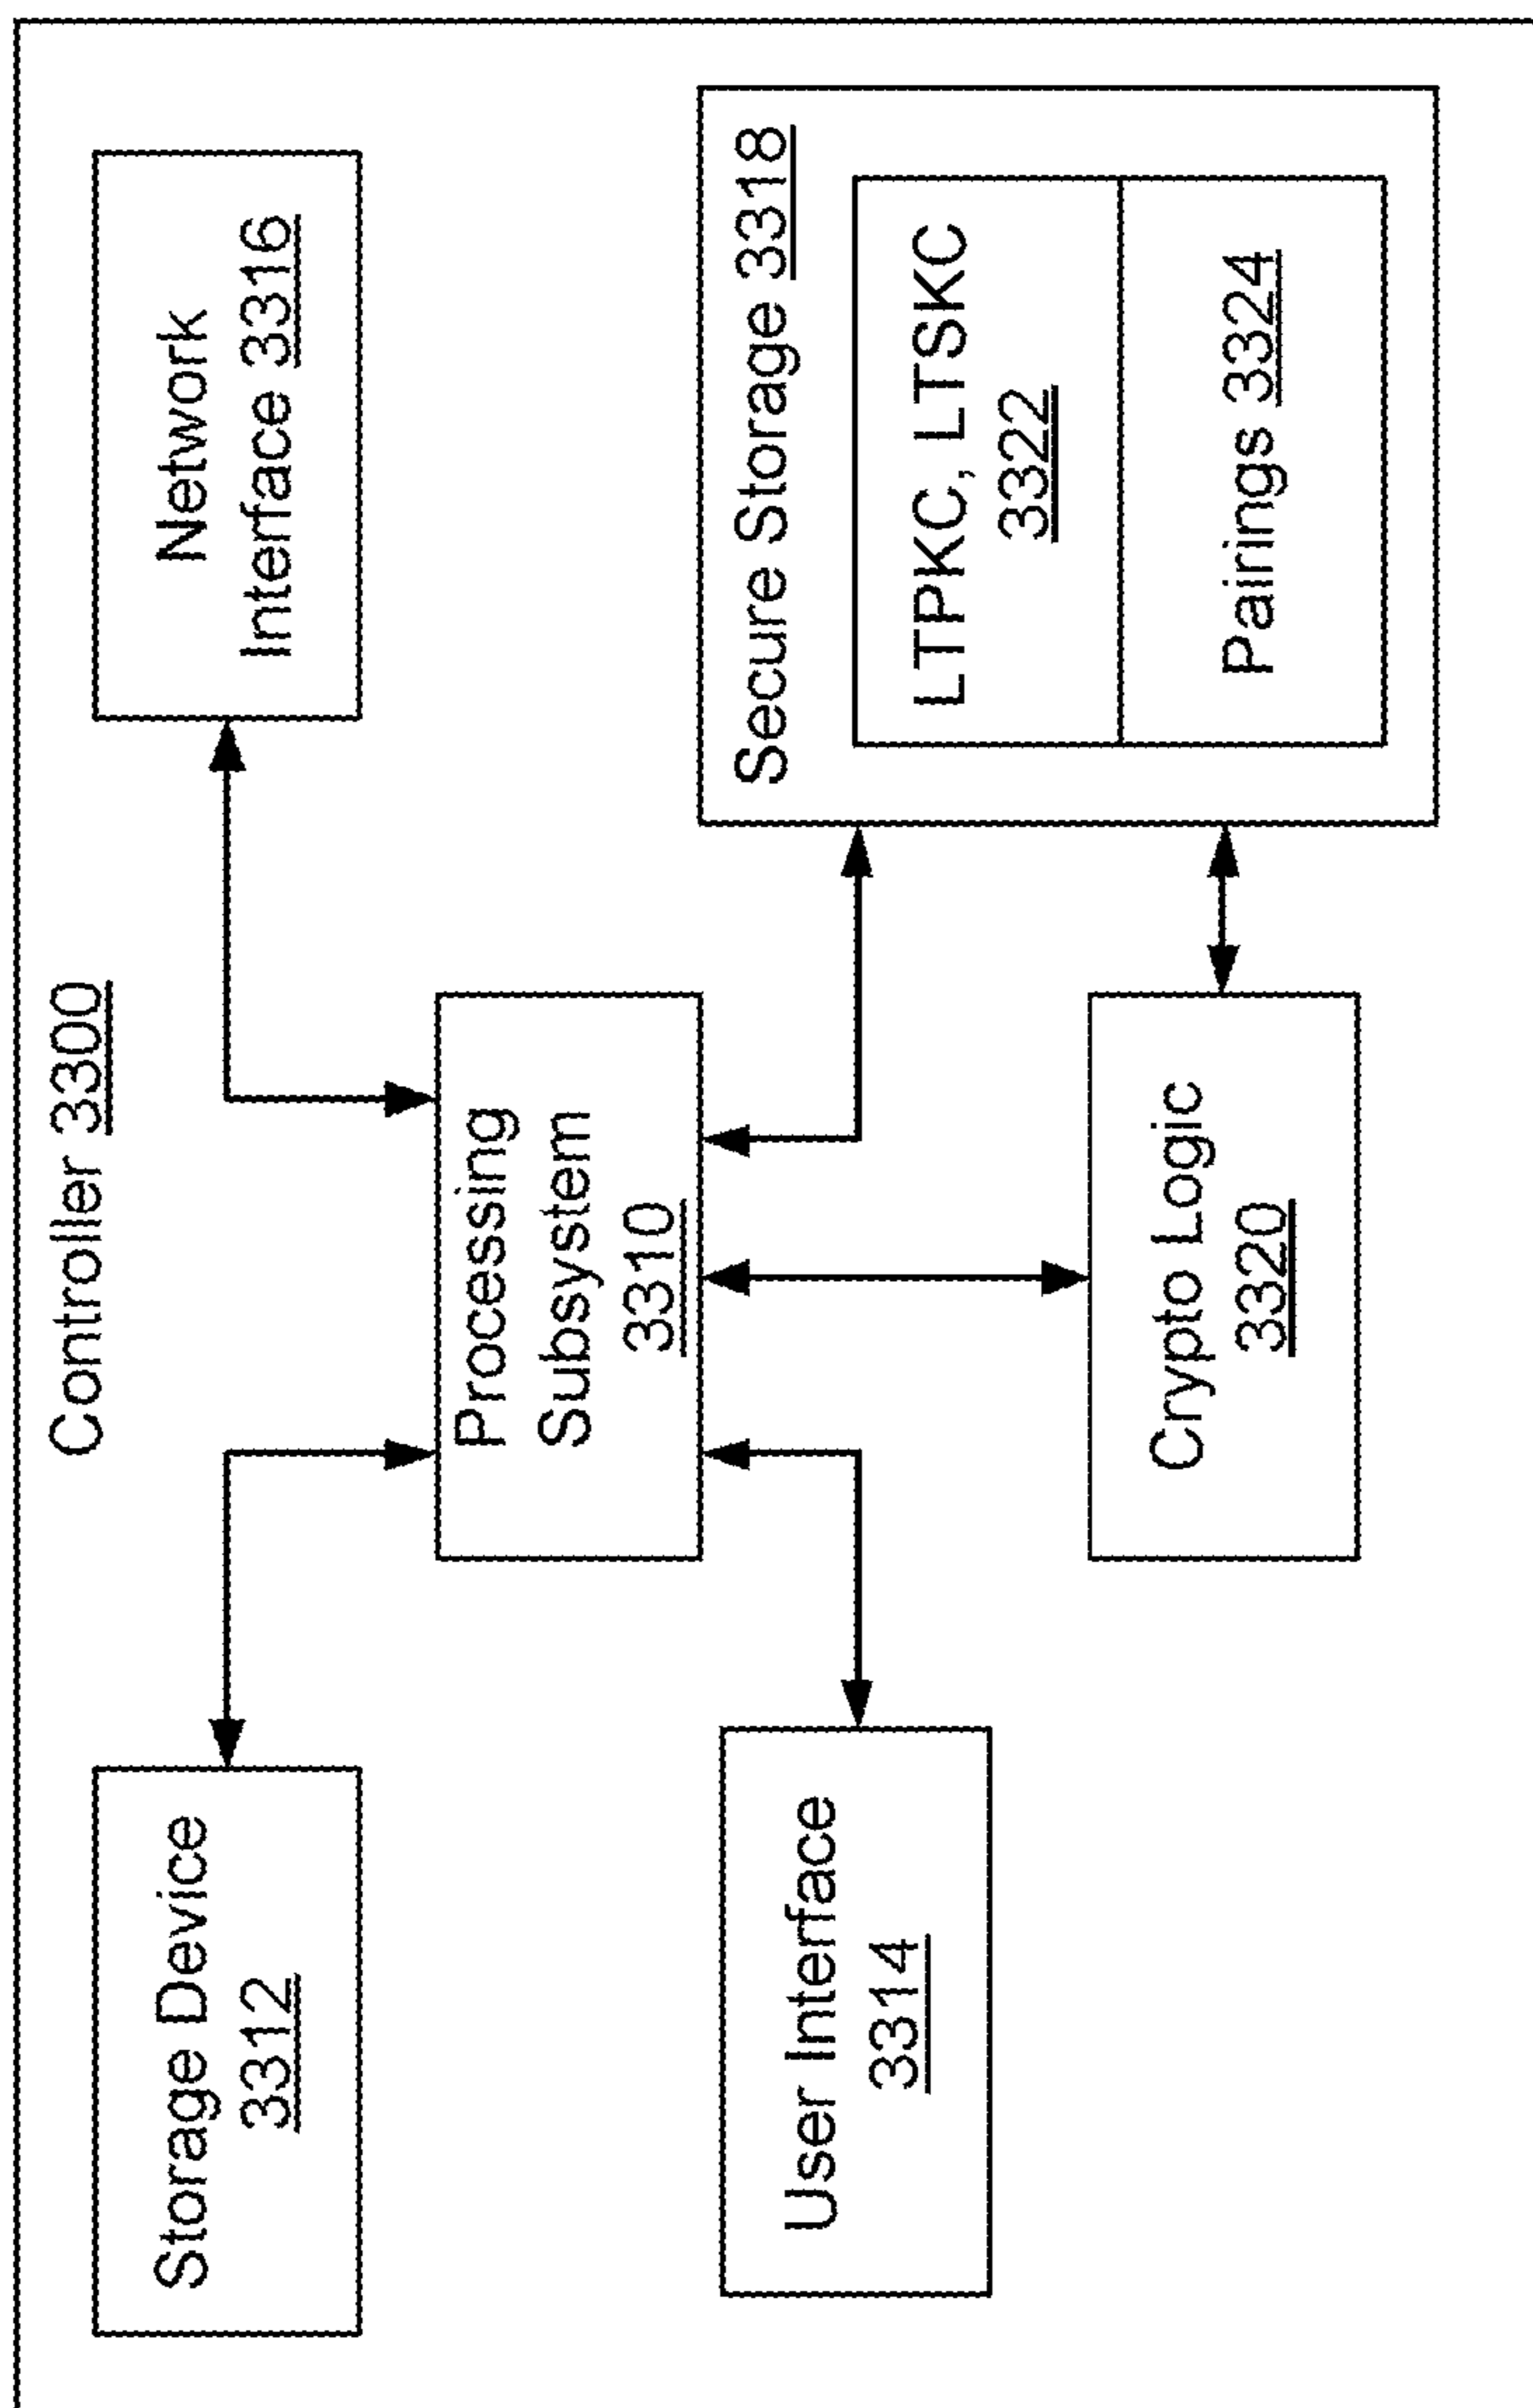 Controller 3300
Storage Device
3312
Network
Interface 3316
Processing
Subsystem
3310
User Interface
3314
Secure Storage 3318
LTPKC, LTSKC
3322
Pairings 3324
Crypto Logic
3320